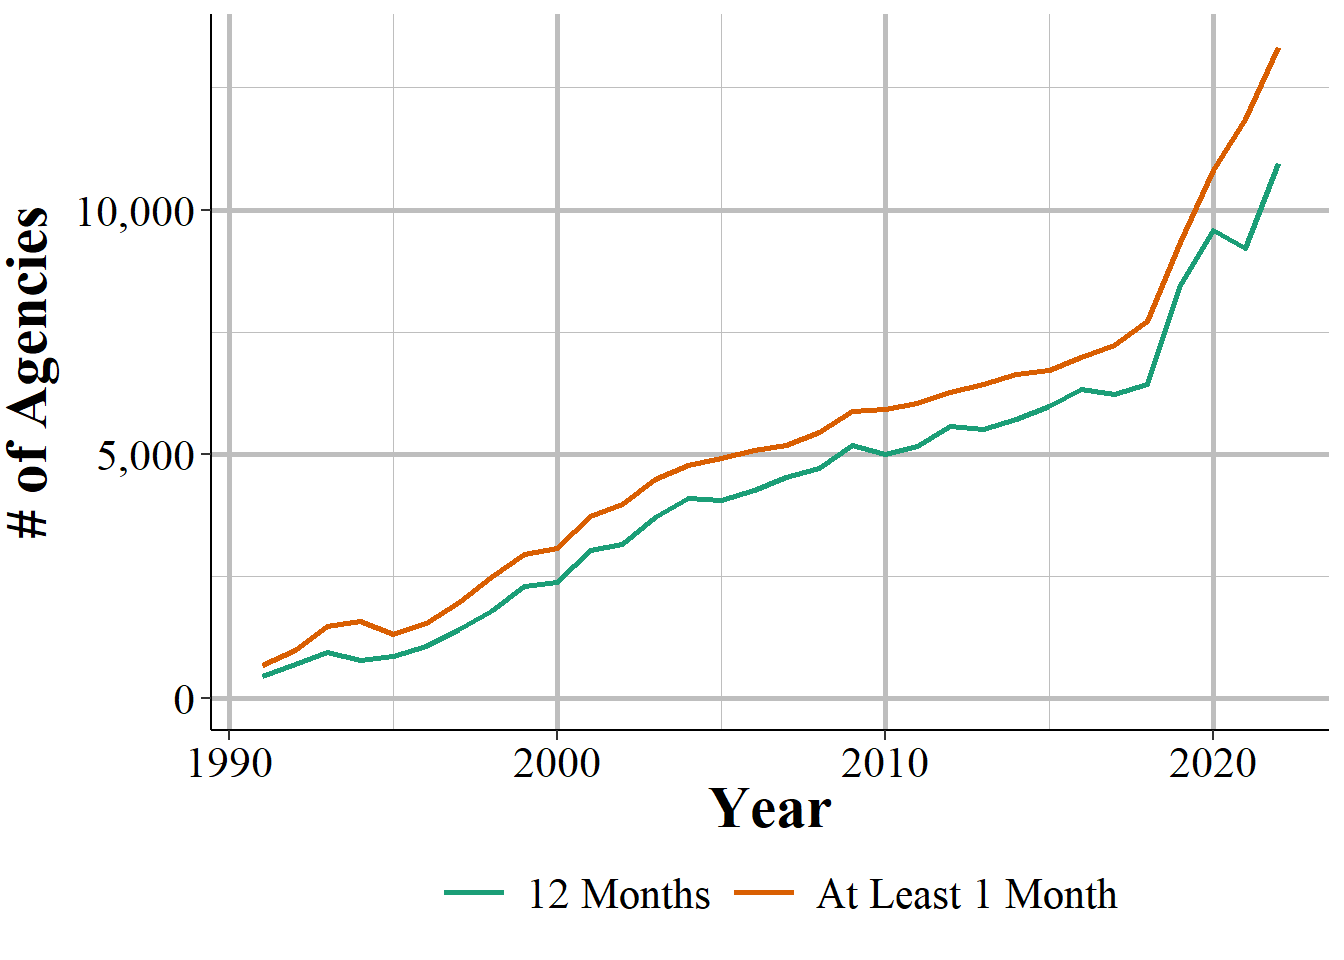 # of Agencies
10,000
5,000
0
1990 2000 2010 2020
Year
12 Months At Least 1 Month